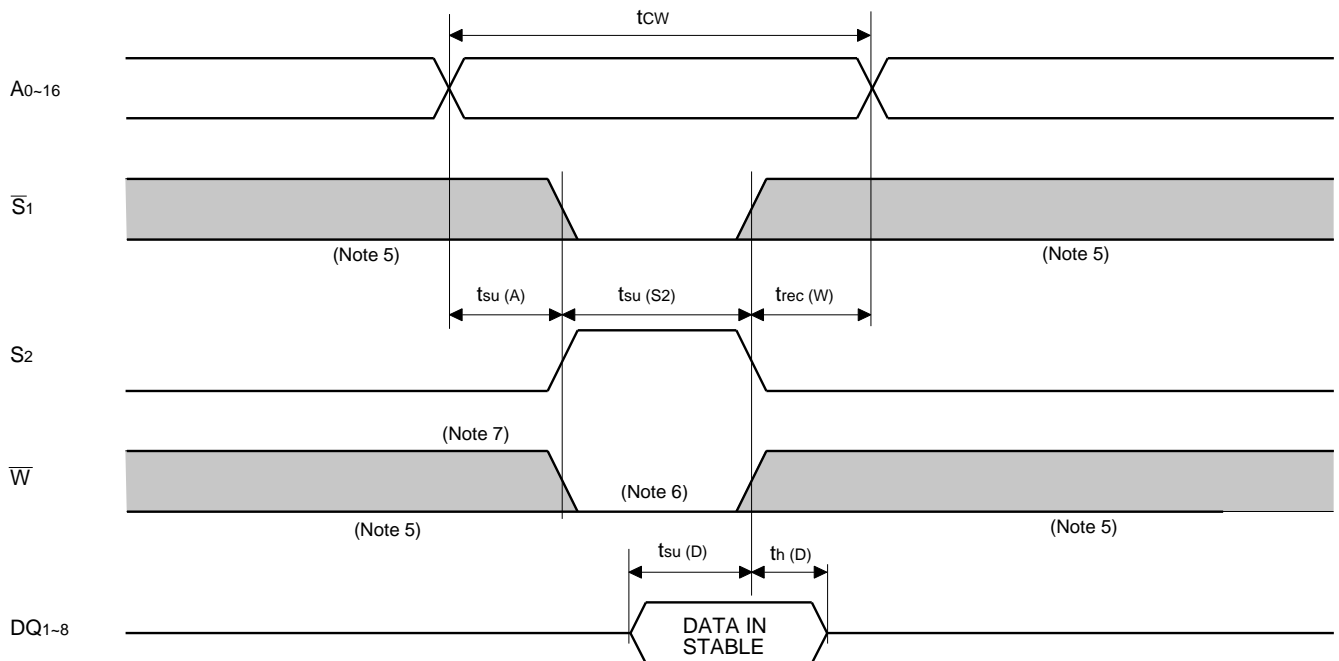 tCW
A0~16
S̅1
(Note 5) (Note 5)
tsu (A) tsu (S2) trec (W)
S2
(Note 7)
W̅
(Note 6)
(Note 5) (Note 5)
tsu (D) th (D)
DQ1~8
DATA IN
STABLE